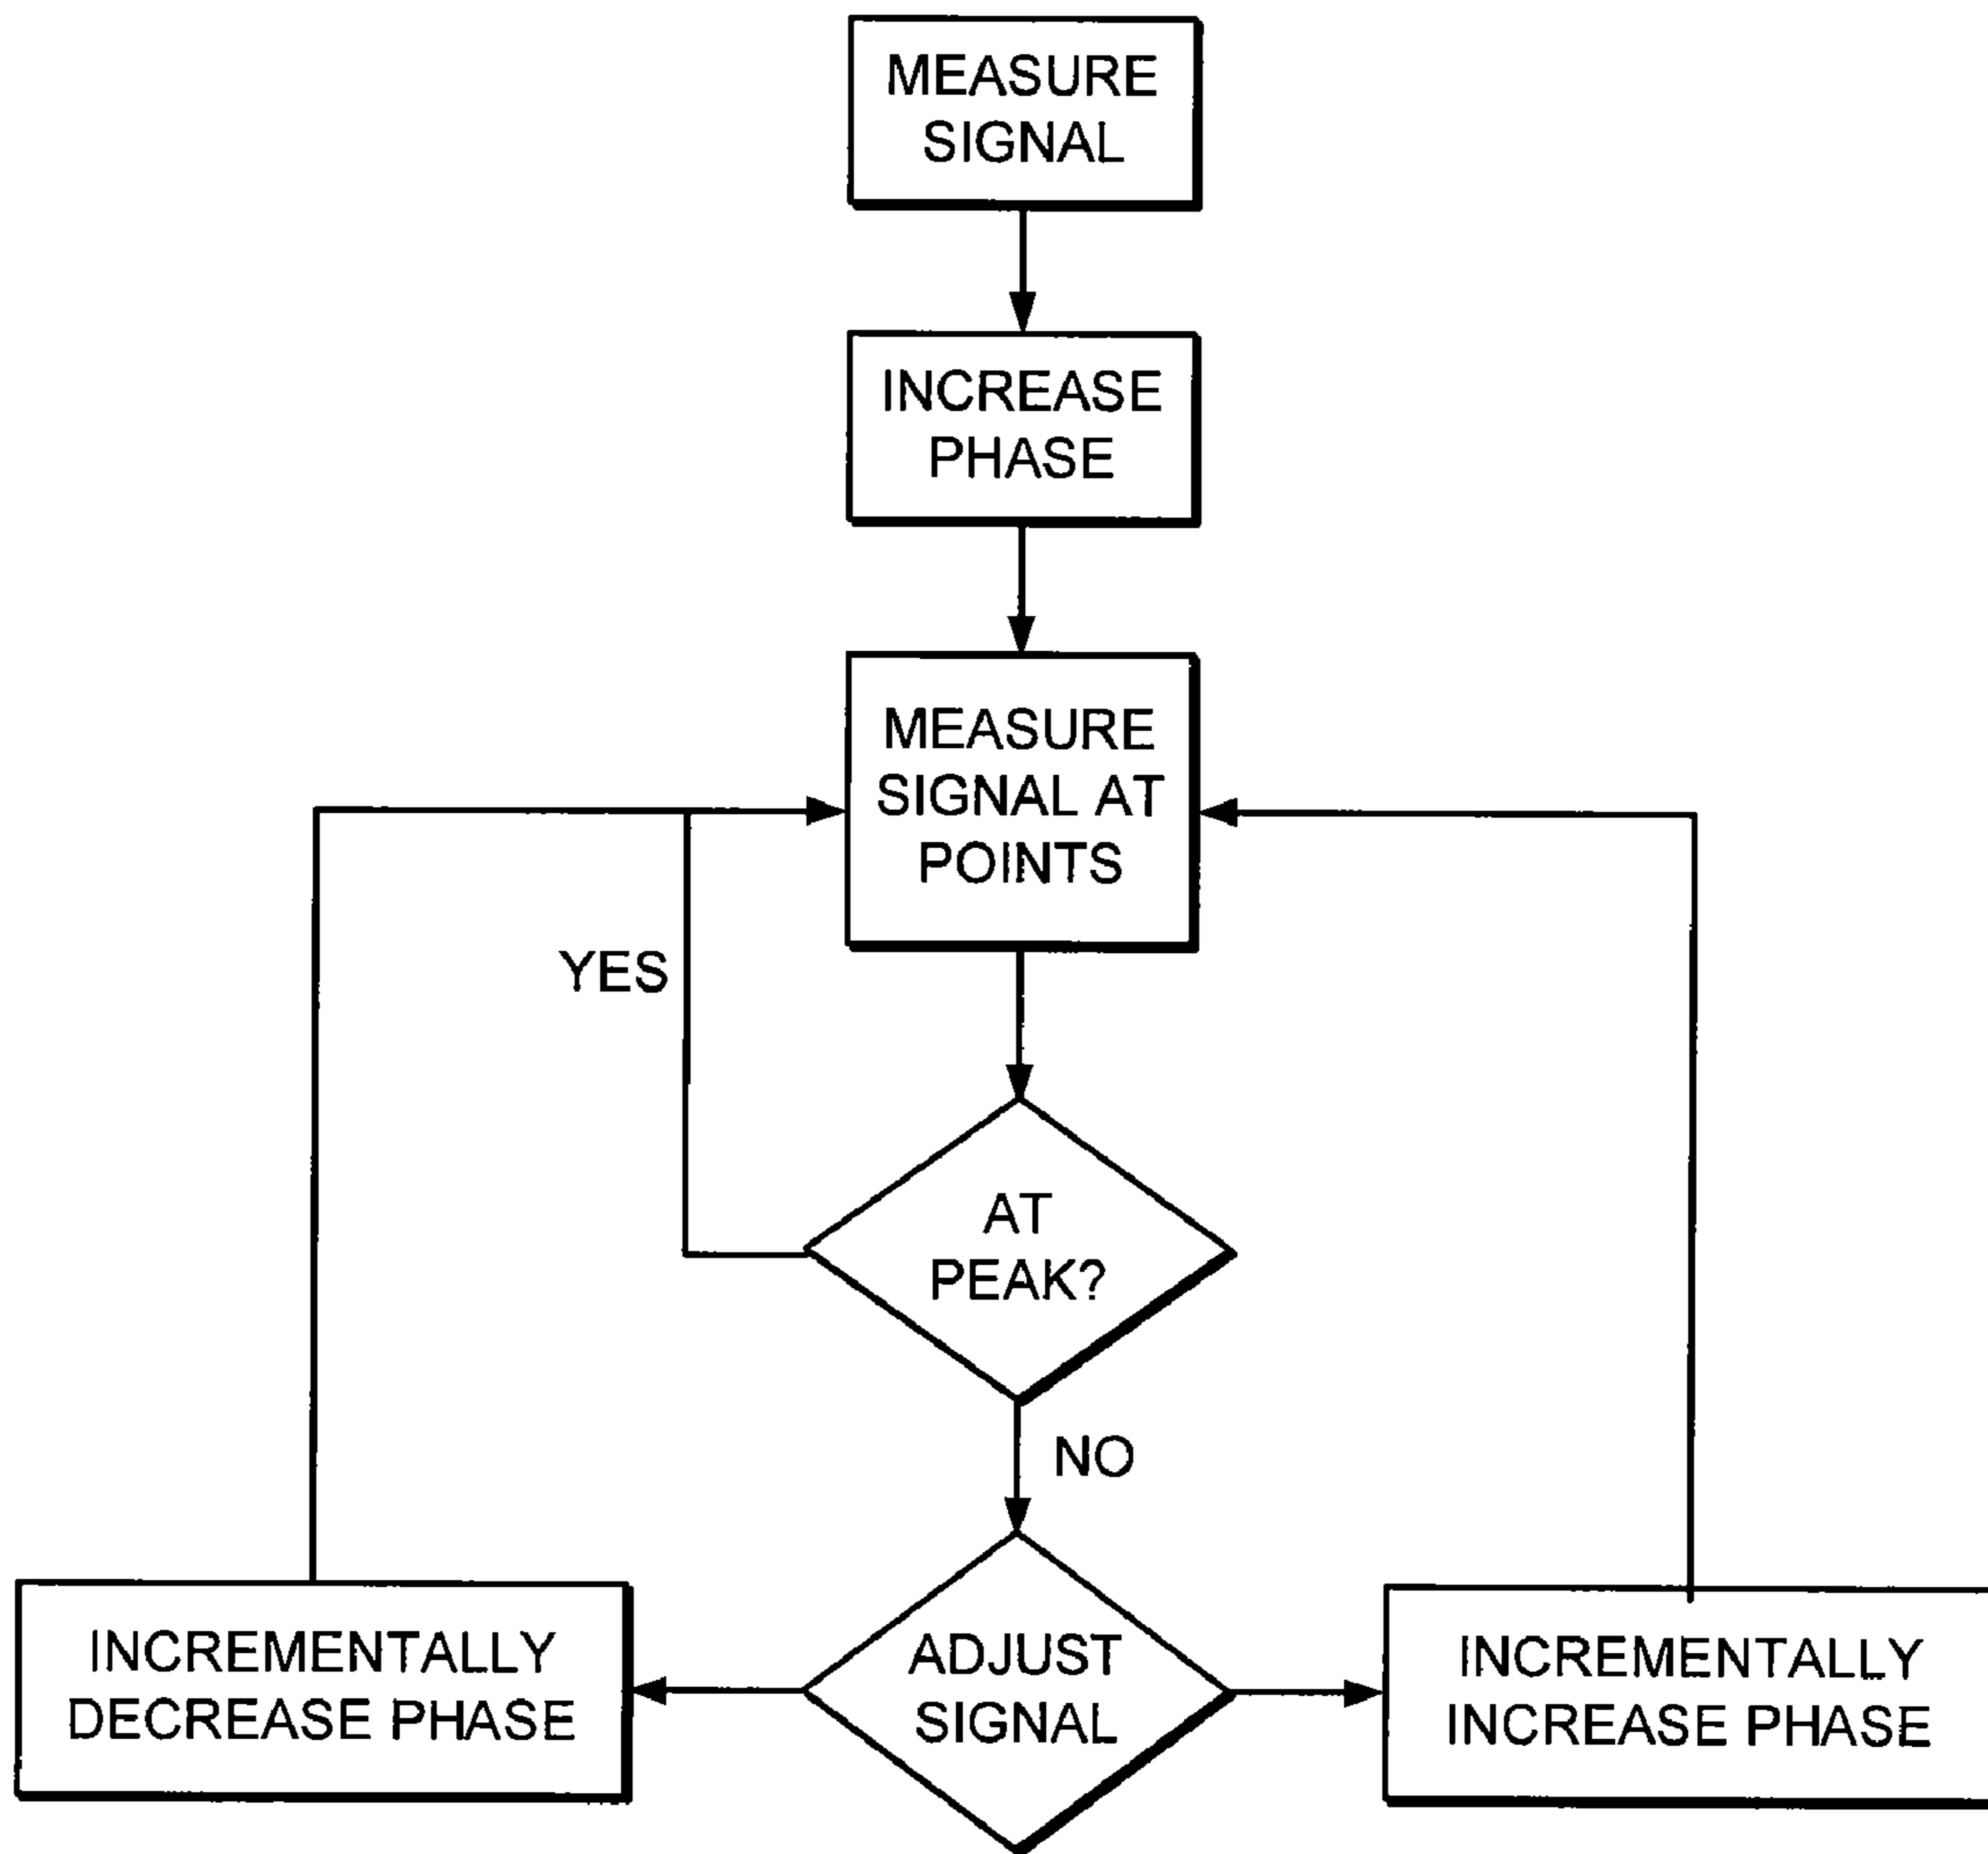 MEASURE
SIGNAL
INCREASE
PHASE
MEASURE
SIGNAL AT
POINTS
YES
AT
PEAK?
NO
INCREMENTALLY
DECREASE PHASE
ADJUST
SIGNAL
INCREMENTALLY
INCREASE PHASE